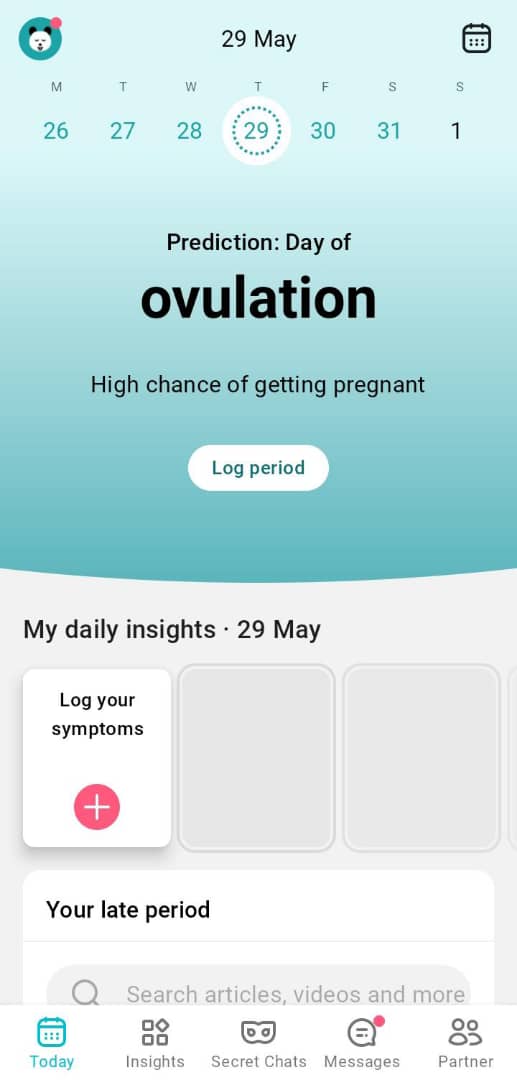 29 May
M T W T F S S
26 27 28 29 30 31 1
Prediction: Day of
ovulation
High chance of getting pregnant
Log period
My daily insights · 29 May
Log your
symptoms
Your late period
Search articles, videos and more
Today Insights Secret Chats Messages Partner